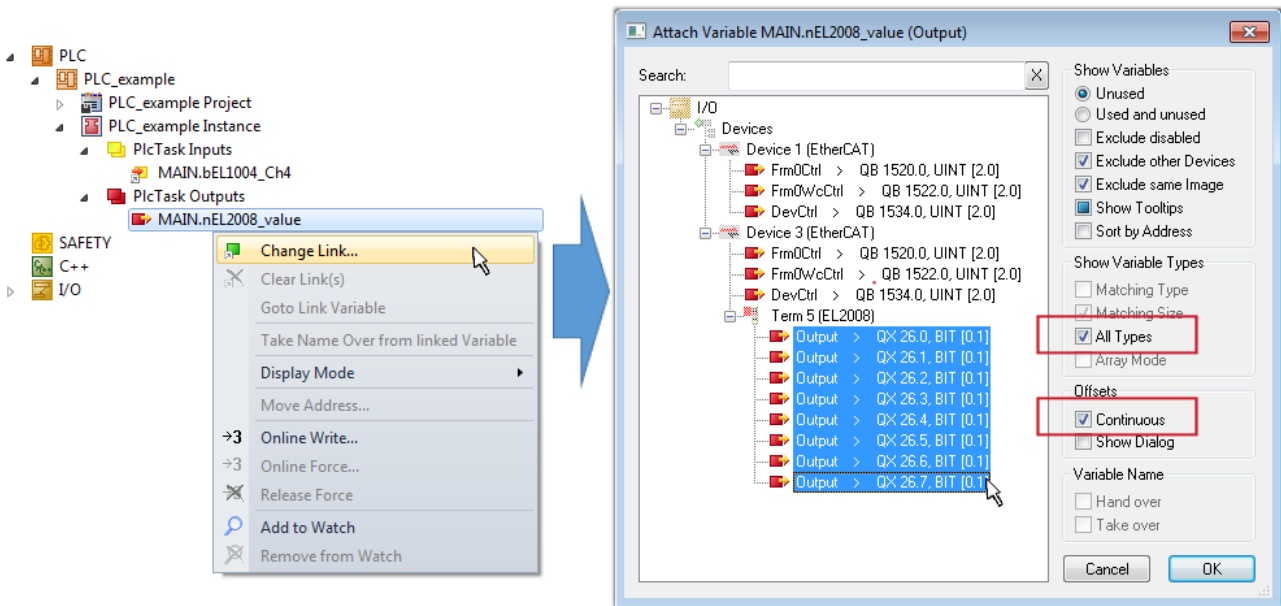 PLC
PLC_example
PLC_example Project
PLC_example Instance
PlcTask Inputs
MAIN.bEL1004_Ch4
PlcTask Outputs
MAIN.nEL2008_value
SAFETY
C++
I/O
Change Link...
Clear Link(s)
Goto Link Variable
Take Name Over from linked Variable
Display Mode
Move Address...
→3 Online Write...
→3 Online Force...
Release Force
Add to Watch
Remove from Watch
Attach Variable MAIN.nEL2008_value (Output)
Search:
X
I/O
Devices
Device 1 (EtherCAT)
Frm0Ctrl > QB 1520.0, UINT [2.0]
Frm0WcCtrl > QB 1522.0, UINT [2.0]
DevCtrl > QB 1534.0, UINT [2.0]
Device 3 (EtherCAT)
Frm0Ctrl > QB 1520.0, UINT [2.0]
Frm0WcCtrl > QB 1522.0, UINT [2.0]
DevCtrl > QB 1534.0, UINT [2.0]
Term 5 (EL2008)
Output > QX 26.0, BIT [0.1]
Output > QX 26.1, BIT [0.1]
Output > QX 26.2, BIT [0.1]
Output > QX 26.3, BIT [0.1]
Output > QX 26.4, BIT [0.1]
Output > QX 26.5, BIT [0.1]
Output > QX 26.6, BIT [0.1]
Output > QX 26.7, BIT [0.1]
Show Variables
Unused
Used and unused
Exclude disabled
Exclude other Devices
Exclude same Image
Show Tooltips
Sort by Address
Show Variable Types
Matching Type
Matching Size
All Types
Array Mode
Offsets
Continuous
Show Dialog
Variable Name
Hand over
Take over
Cancel
OK